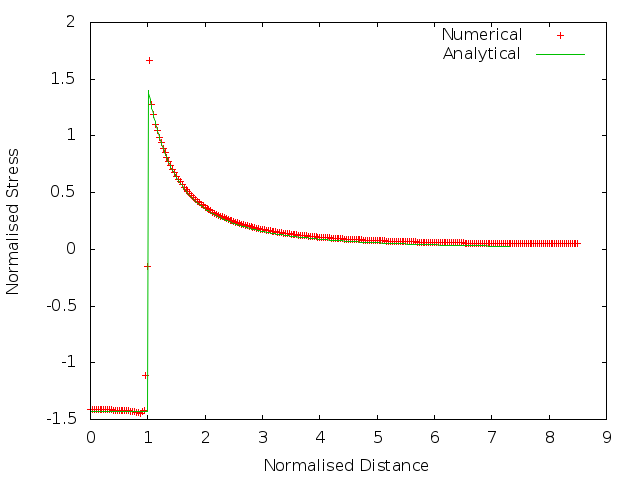 2
Numerical
Analytical
1.5
1
0.5
0
-0.5
-1
-1.5
0 1 2 3 4 5 6 7 8 9
Normalised Stress
Normalised Distance